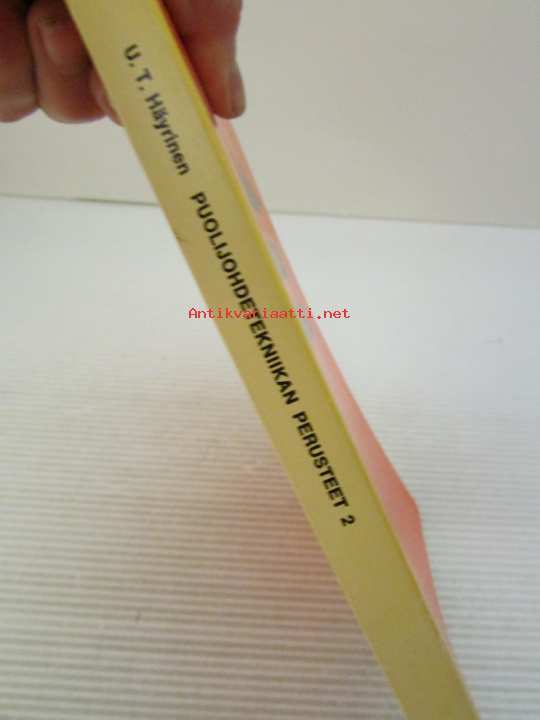 U. T. Häyrinen PUOLIJOHDETEKNIIKAN PERUSTEET 2
Antikvariaatti.net